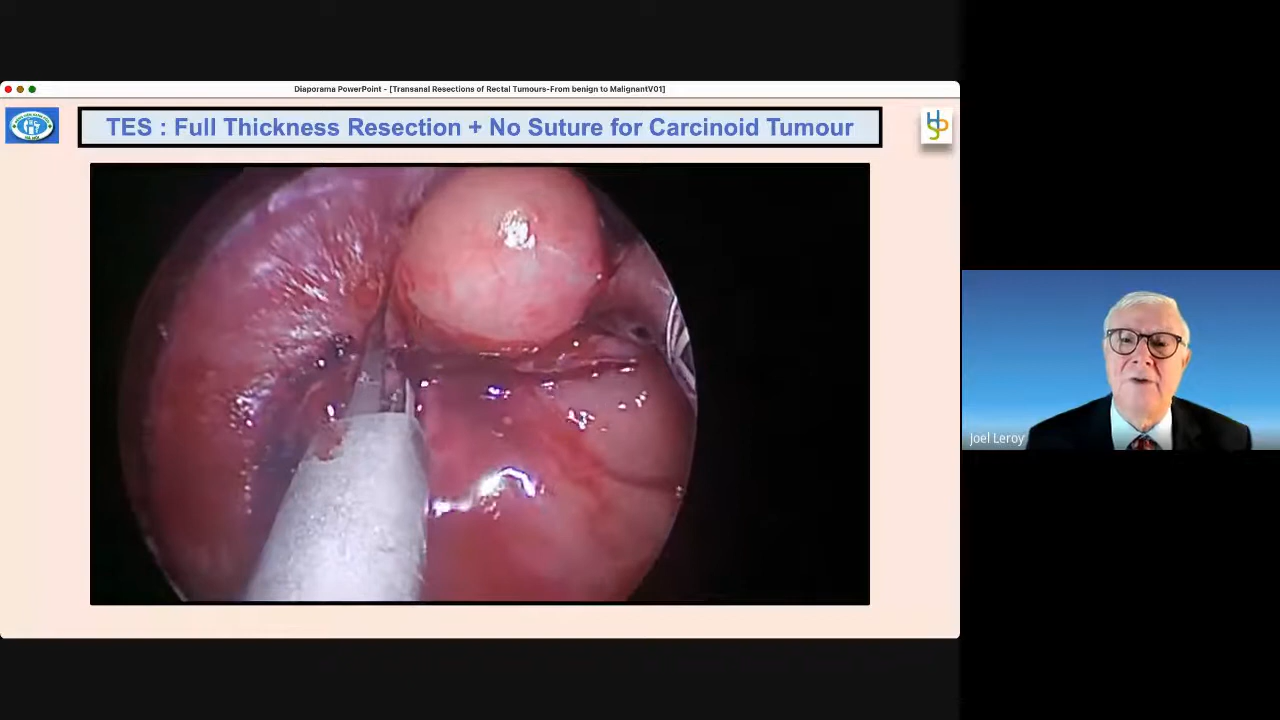 Diaporama PowerPoint - [Transanal Resections of Rectal Tumours-From benign to MalignantV01]
TES : Full Thickness Resection + No Suture for Carcinoid Tumour
Joel Leroy